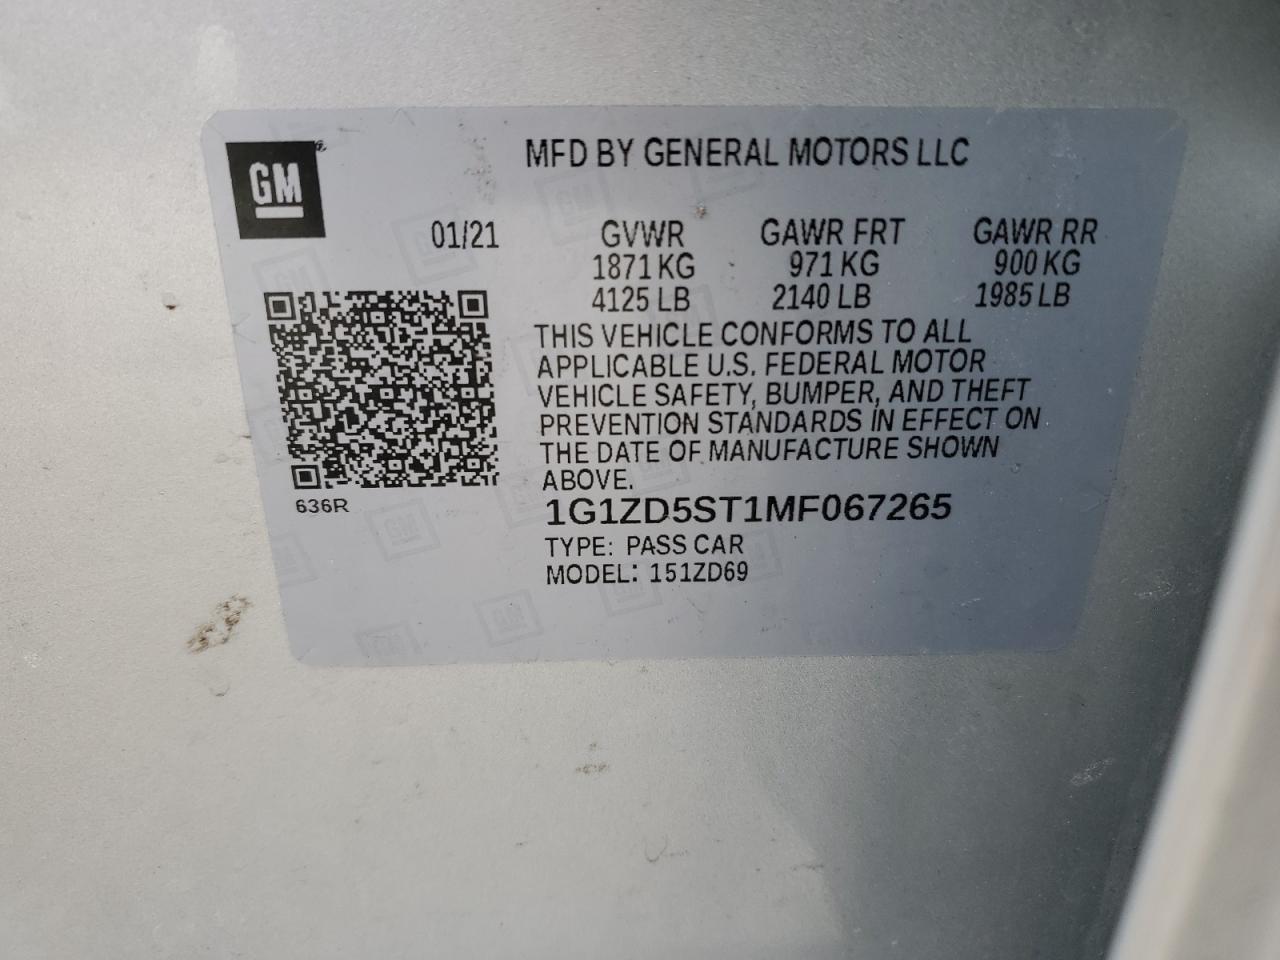 GM
MFD BY GENERAL MOTORS LLC
01/21
GVWR GAWR FRT GAWR RR
1871 KG 971 KG 900 KG
4125 LB 2140 LB 1985 LB
THIS VEHICLE CONFORMS TO ALL
APPLICABLE U.S. FEDERAL MOTOR
VEHICLE SAFETY, BUMPER, AND THEFT
PREVENTION STANDARDS IN EFFECT ON
THE DATE OF MANUFACTURE SHOWN
ABOVE.
636R
1G1ZD5ST1MF067265
TYPE: PASS CAR
MODEL: 151ZD69